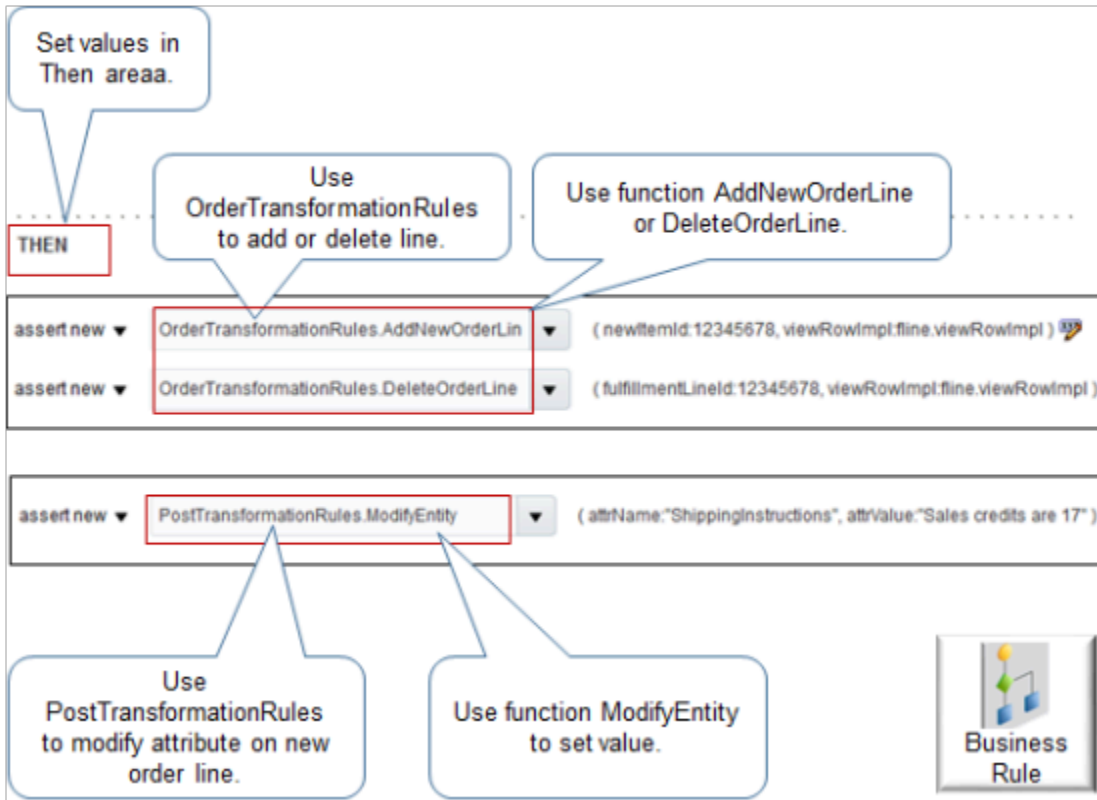 Set values in
Then areaa.
Use
OrderTransformationRules
to add or delete line.
Use function AddNewOrderLine
or DeleteOrderLine.
THEN
assert new OrderTransformationRules.AddNewOrderLin ( newItemId:12345678, viewRowImpl:fline.viewRowImpl )
assert new OrderTransformationRules.DeleteOrderLine ( fulfillmentLineId:12345678, viewRowImpl:fline.viewRowImpl )
assert new PostTransformationRules.ModifyEntity ( attrName:"ShippingInstructions", attrValue:"Sales credits are 17" )
Use
PostTransformationRules
to modify attribute on new
order line.
Use function ModifyEntity
to set value.
Business
Rule